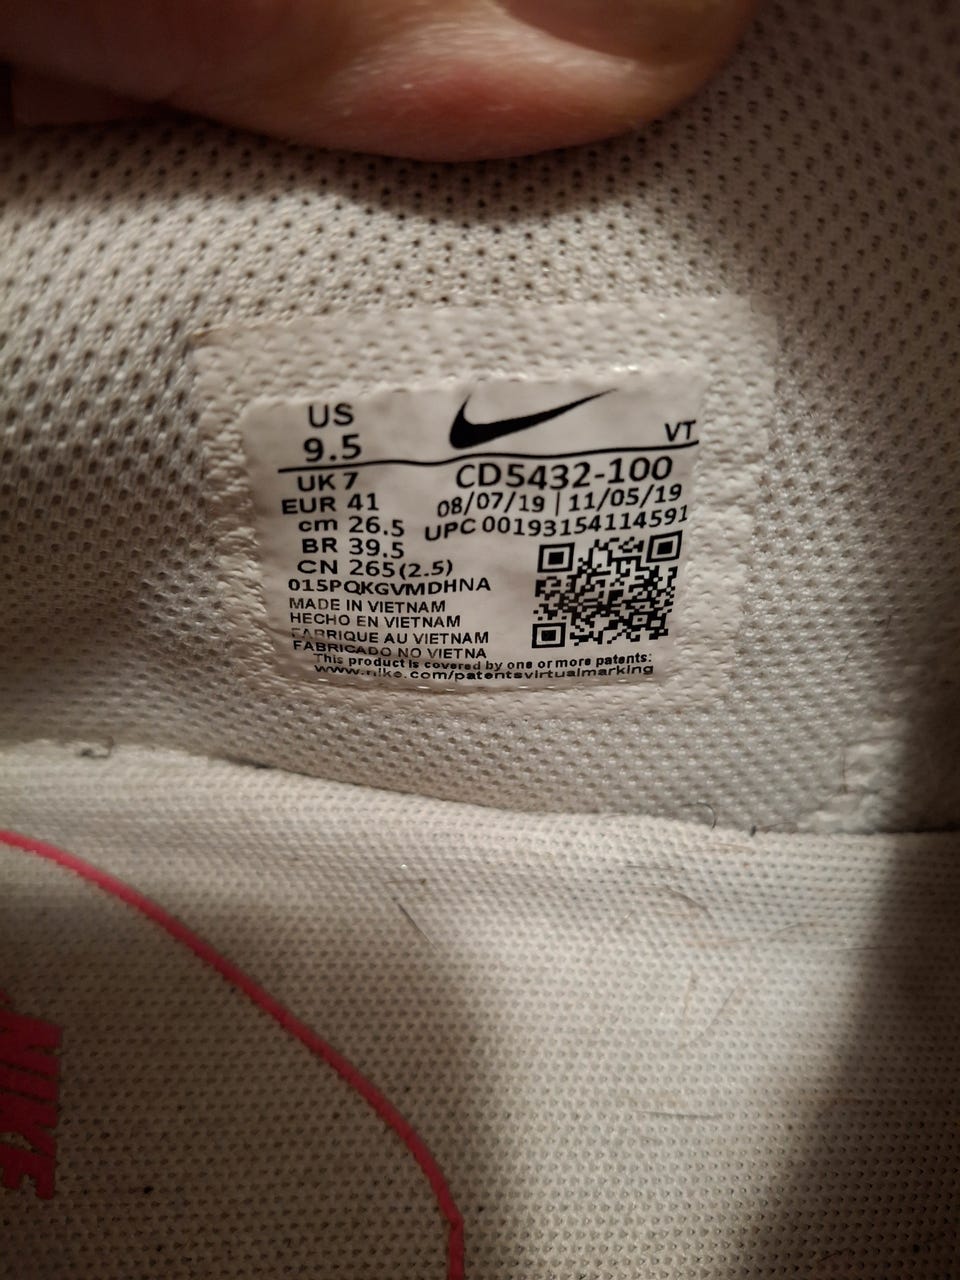 US
9.5
VT
UK 7
EUR 41
cm 26.5
BR 39.5
CN 265(2.5)
CD5432-100
08/07/19 | 11/05/19
UPC 00193154114591
015PQKGVMDHNA
MADE IN VIETNAM
HECHO EN VIETNAM
FABRIQUE AU VIETNAM
FABRICADO NO VIETNA
This product is covered by one or more patents:
www.nike.com/patentsvirtualmarking
NIKE